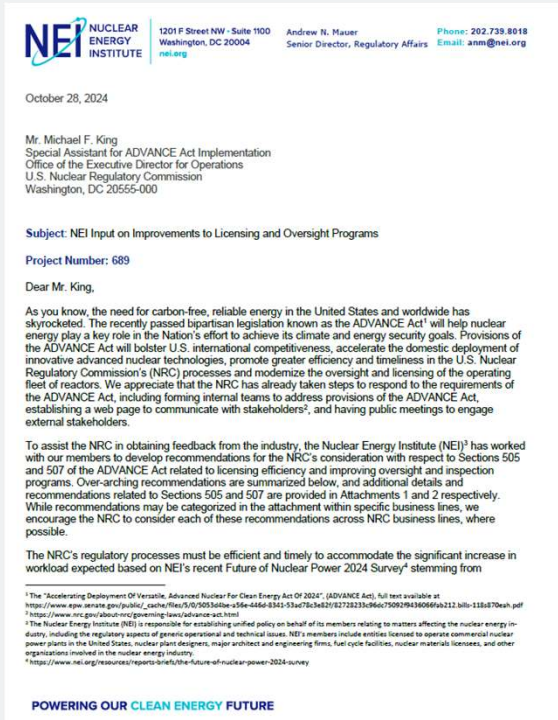 NEI NUCLEAR
ENERGY
INSTITUTE
1201 F Street NW - Suite 1100
Washington, DC 20004
nei.org
Andrew N. Mauer
Senior Director, Regulatory Affairs
Phone: 202.739.8018
Email: anm@nei.org
October 28, 2024
Mr. Michael F. King
Special Assistant for ADVANCE Act Implementation
Office of the Executive Director for Operations
U.S. Nuclear Regulatory Commission
Washington, DC 20555-000
Subject: NEI Input on Improvements to Licensing and Oversight Programs
Project Number: 689
Dear Mr. King,
As you know, the need for carbon-free, reliable energy in the United States and worldwide has
skyrocketed. The recently passed bipartisan legislation known as the ADVANCE Act¹ will help nuclear
energy play a key role in the Nation's effort to achieve its climate and energy security goals. Provisions of
the ADVANCE Act will bolster U.S. international competitiveness, accelerate the domestic deployment of
innovative advanced nuclear technologies, promote greater efficiency and timeliness in the U.S. Nuclear
Regulatory Commission's (NRC) processes and modernize the oversight and licensing of the operating
fleet of reactors. We appreciate that the NRC has already taken steps to respond to the requirements of
the ADVANCE Act, including forming internal teams to address provisions of the ADVANCE Act,
establishing a web page to communicate with stakeholders², and having public meetings to engage
external stakeholders.
To assist the NRC in obtaining feedback from the industry, the Nuclear Energy Institute (NEI)³ has worked
with our members to develop recommendations for the NRC's consideration with respect to Sections 505
and 507 of the ADVANCE Act related to licensing efficiency and improving oversight and inspection
programs. Over-arching recommendations are summarized below, and additional details and
recommendations related to Sections 505 and 507 are provided in Attachments 1 and 2 respectively.
While recommendations may be categorized in the attachment within specific business lines, we
encourage the NRC to consider each of these recommendations across NRC business lines, where
possible.
The NRC's regulatory processes must be efficient and timely to accommodate the significant increase in
workload expected based on NEI's recent Future of Nuclear Power 2024 Survey⁴ stemming from
¹ The "Accelerating Deployment Of Versatile, Advanced Nuclear For Clean Energy Act Of 2024", (ADVANCE Act), full text available at
² https://www.nrc.gov/about-nrc/governing-laws/advance-act.html
³ The Nuclear Energy Institute (NEI) is responsible for establishing unified policy on behalf of its members relating to matters affecting the nuclear energy in-
dustry, including the regulatory aspects of generic operational and technical issues. NEI's members include entities licensed to operate commercial nuclear
power plants in the United States, nuclear plant designers, major architect and engineering firms, fuel cycle facilities, nuclear materials licensees, and other
organizations involved in the nuclear energy industry.
⁴ https://www.nei.org/resources/reports-briefs/the-future-of-nuclear-power-2024-survey
POWERING OUR CLEAN ENERGY FUTURE